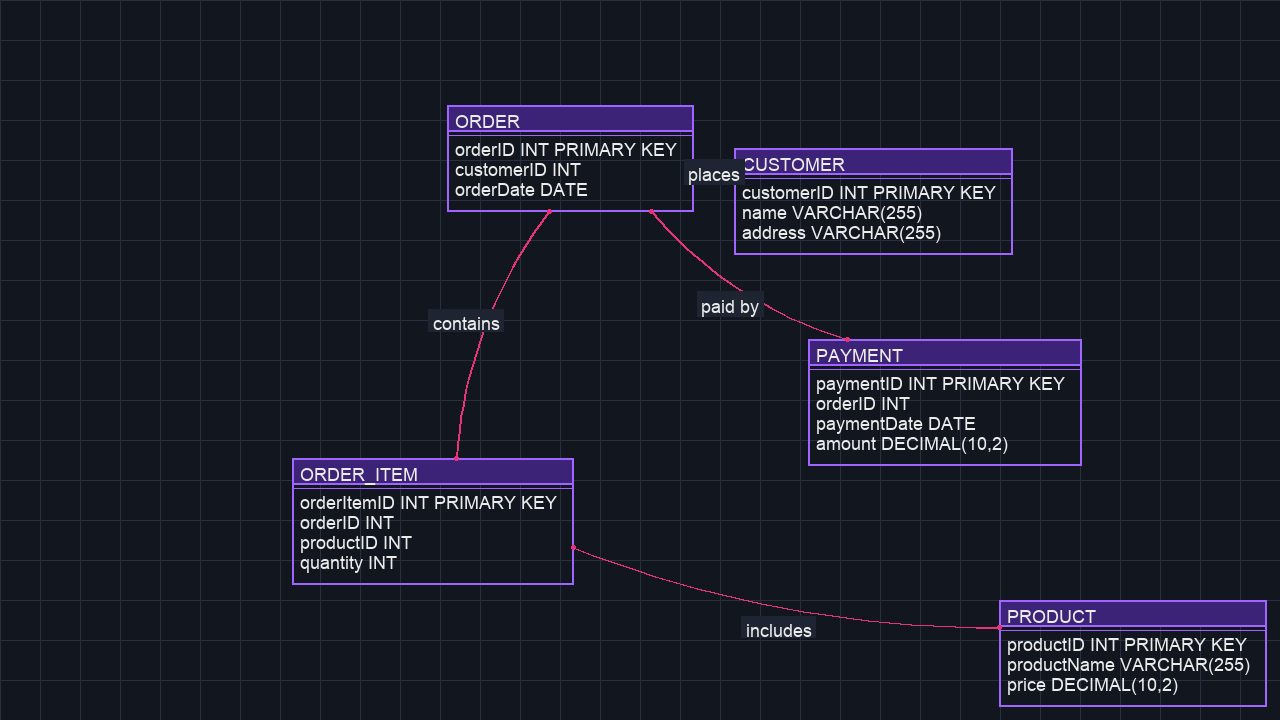 ORDER
orderID INT PRIMARY KEY
customerID INT
orderDate DATE
places
CUSTOMER
customerID INT PRIMARY KEY
name VARCHAR(255)
address VARCHAR(255)
contains
paid by
PAYMENT
paymentID INT PRIMARY KEY
orderID INT
paymentDate DATE
amount DECIMAL(10,2)
ORDER_ITEM
orderItemID INT PRIMARY KEY
orderID INT
productID INT
quantity INT
includes
PRODUCT
productID INT PRIMARY KEY
productName VARCHAR(255)
price DECIMAL(10,2)